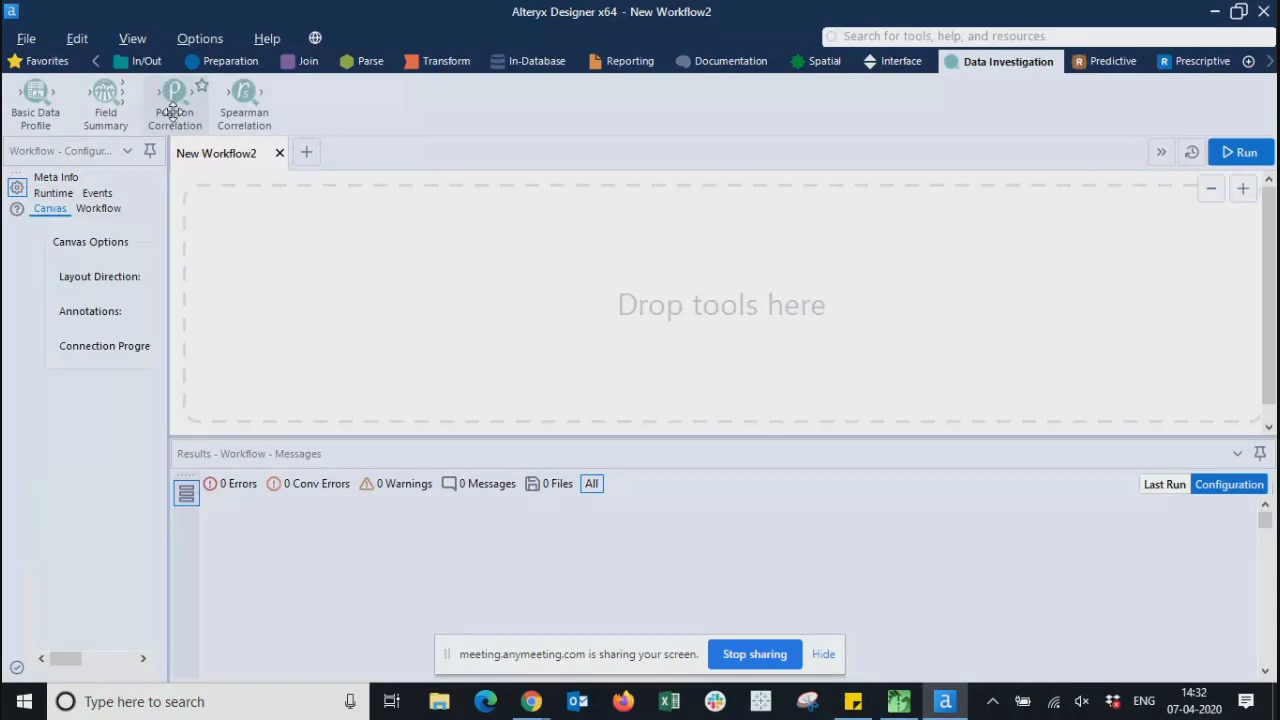 Alteryx Designer x64 - New Workflow2
File Edit View Options Help
Search for tools, help, and resources
Favorites In/Out Preparation Join Parse Transform In-Database Reporting Documentation Spatial Interface Data Investigation Predictive Prescriptive
Basic Data
Profile
Field
Summary
Correlation
Spearman
Correlation
Workflow - Configur...
New Workflow2
Run
Meta Info
Runtime Events
Canvas Workflow
Canvas Options
Layout Direction:
Annotations:
Connection Progre
Drop tools here
Results - Workflow - Messages
0 Errors 0 Conv Errors 0 Warnings 0 Messages 0 Files All
Last Run Configuration
meeting.anymeeting.com is sharing your screen. Stop sharing Hide
Type here to search
ENG
14:32
07-04-2020